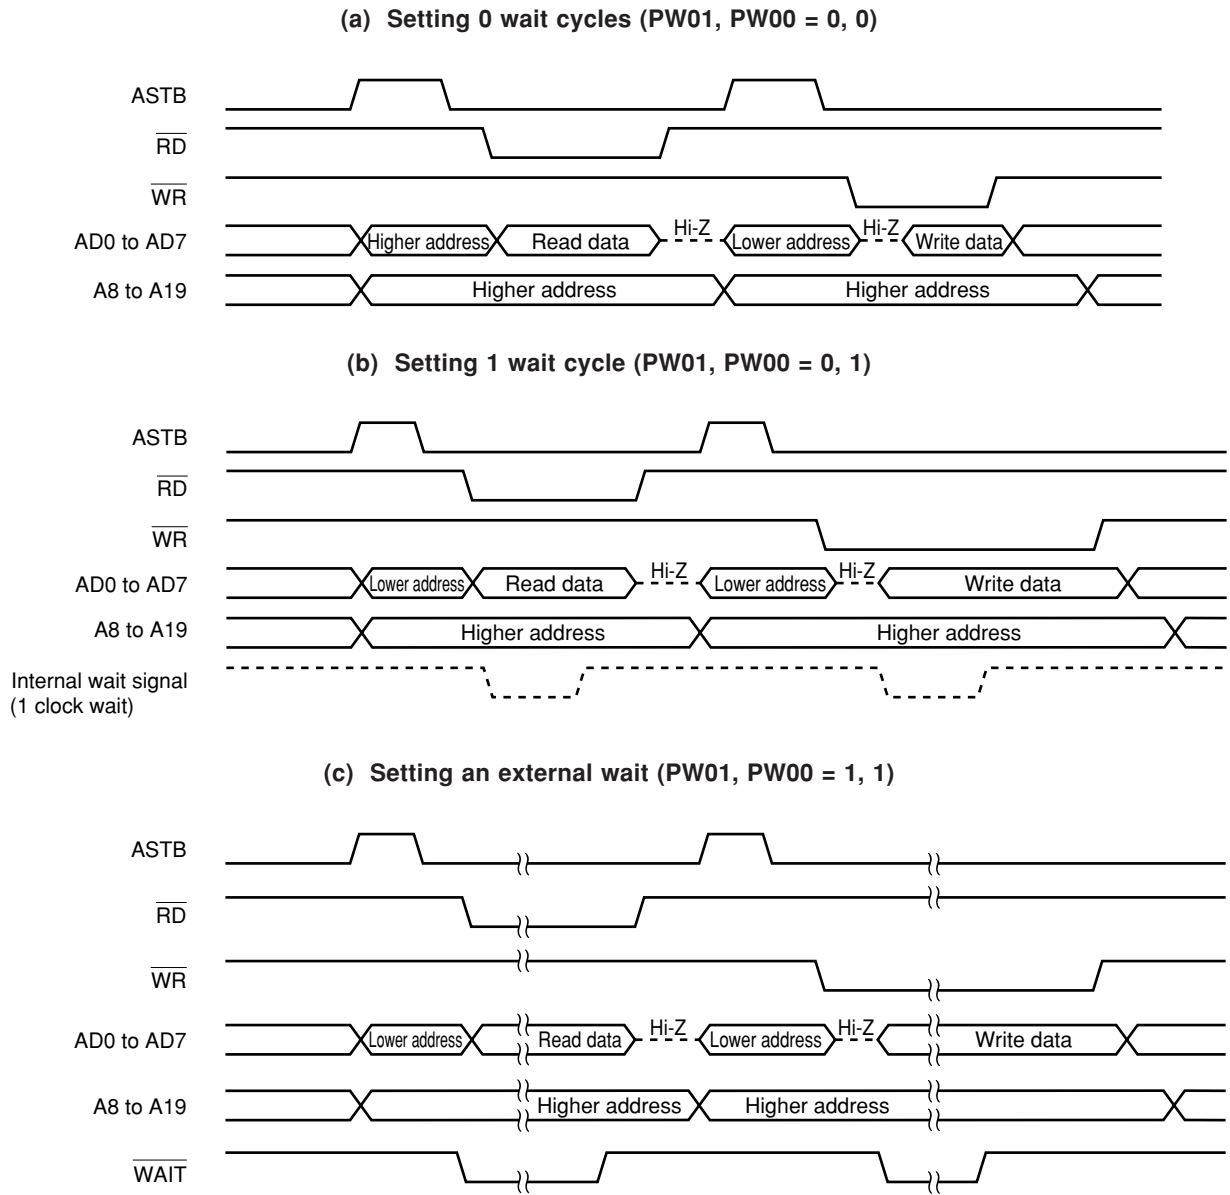 (a) Setting 0 wait cycles (PW01, PW00 = 0, 0)
ASTB
RD
WR
Hi-Z Hi-Z
AD0 to AD7 Higher address Read data Lower address Write data
A8 to A19 Higher address Higher address
(b) Setting 1 wait cycle (PW01, PW00 = 0, 1)
ASTB
RD
WR
Hi-Z Hi-Z
AD0 to AD7 Lower address Read data Lower address Write data
A8 to A19 Higher address Higher address
Internal wait signal
(1 clock wait)
(c) Setting an external wait (PW01, PW00 = 1, 1)
ASTB
RD
WR
Hi-Z Hi-Z
AD0 to AD7 Lower address Read data Lower address Write data
A8 to A19 Higher address Higher address
WAIT